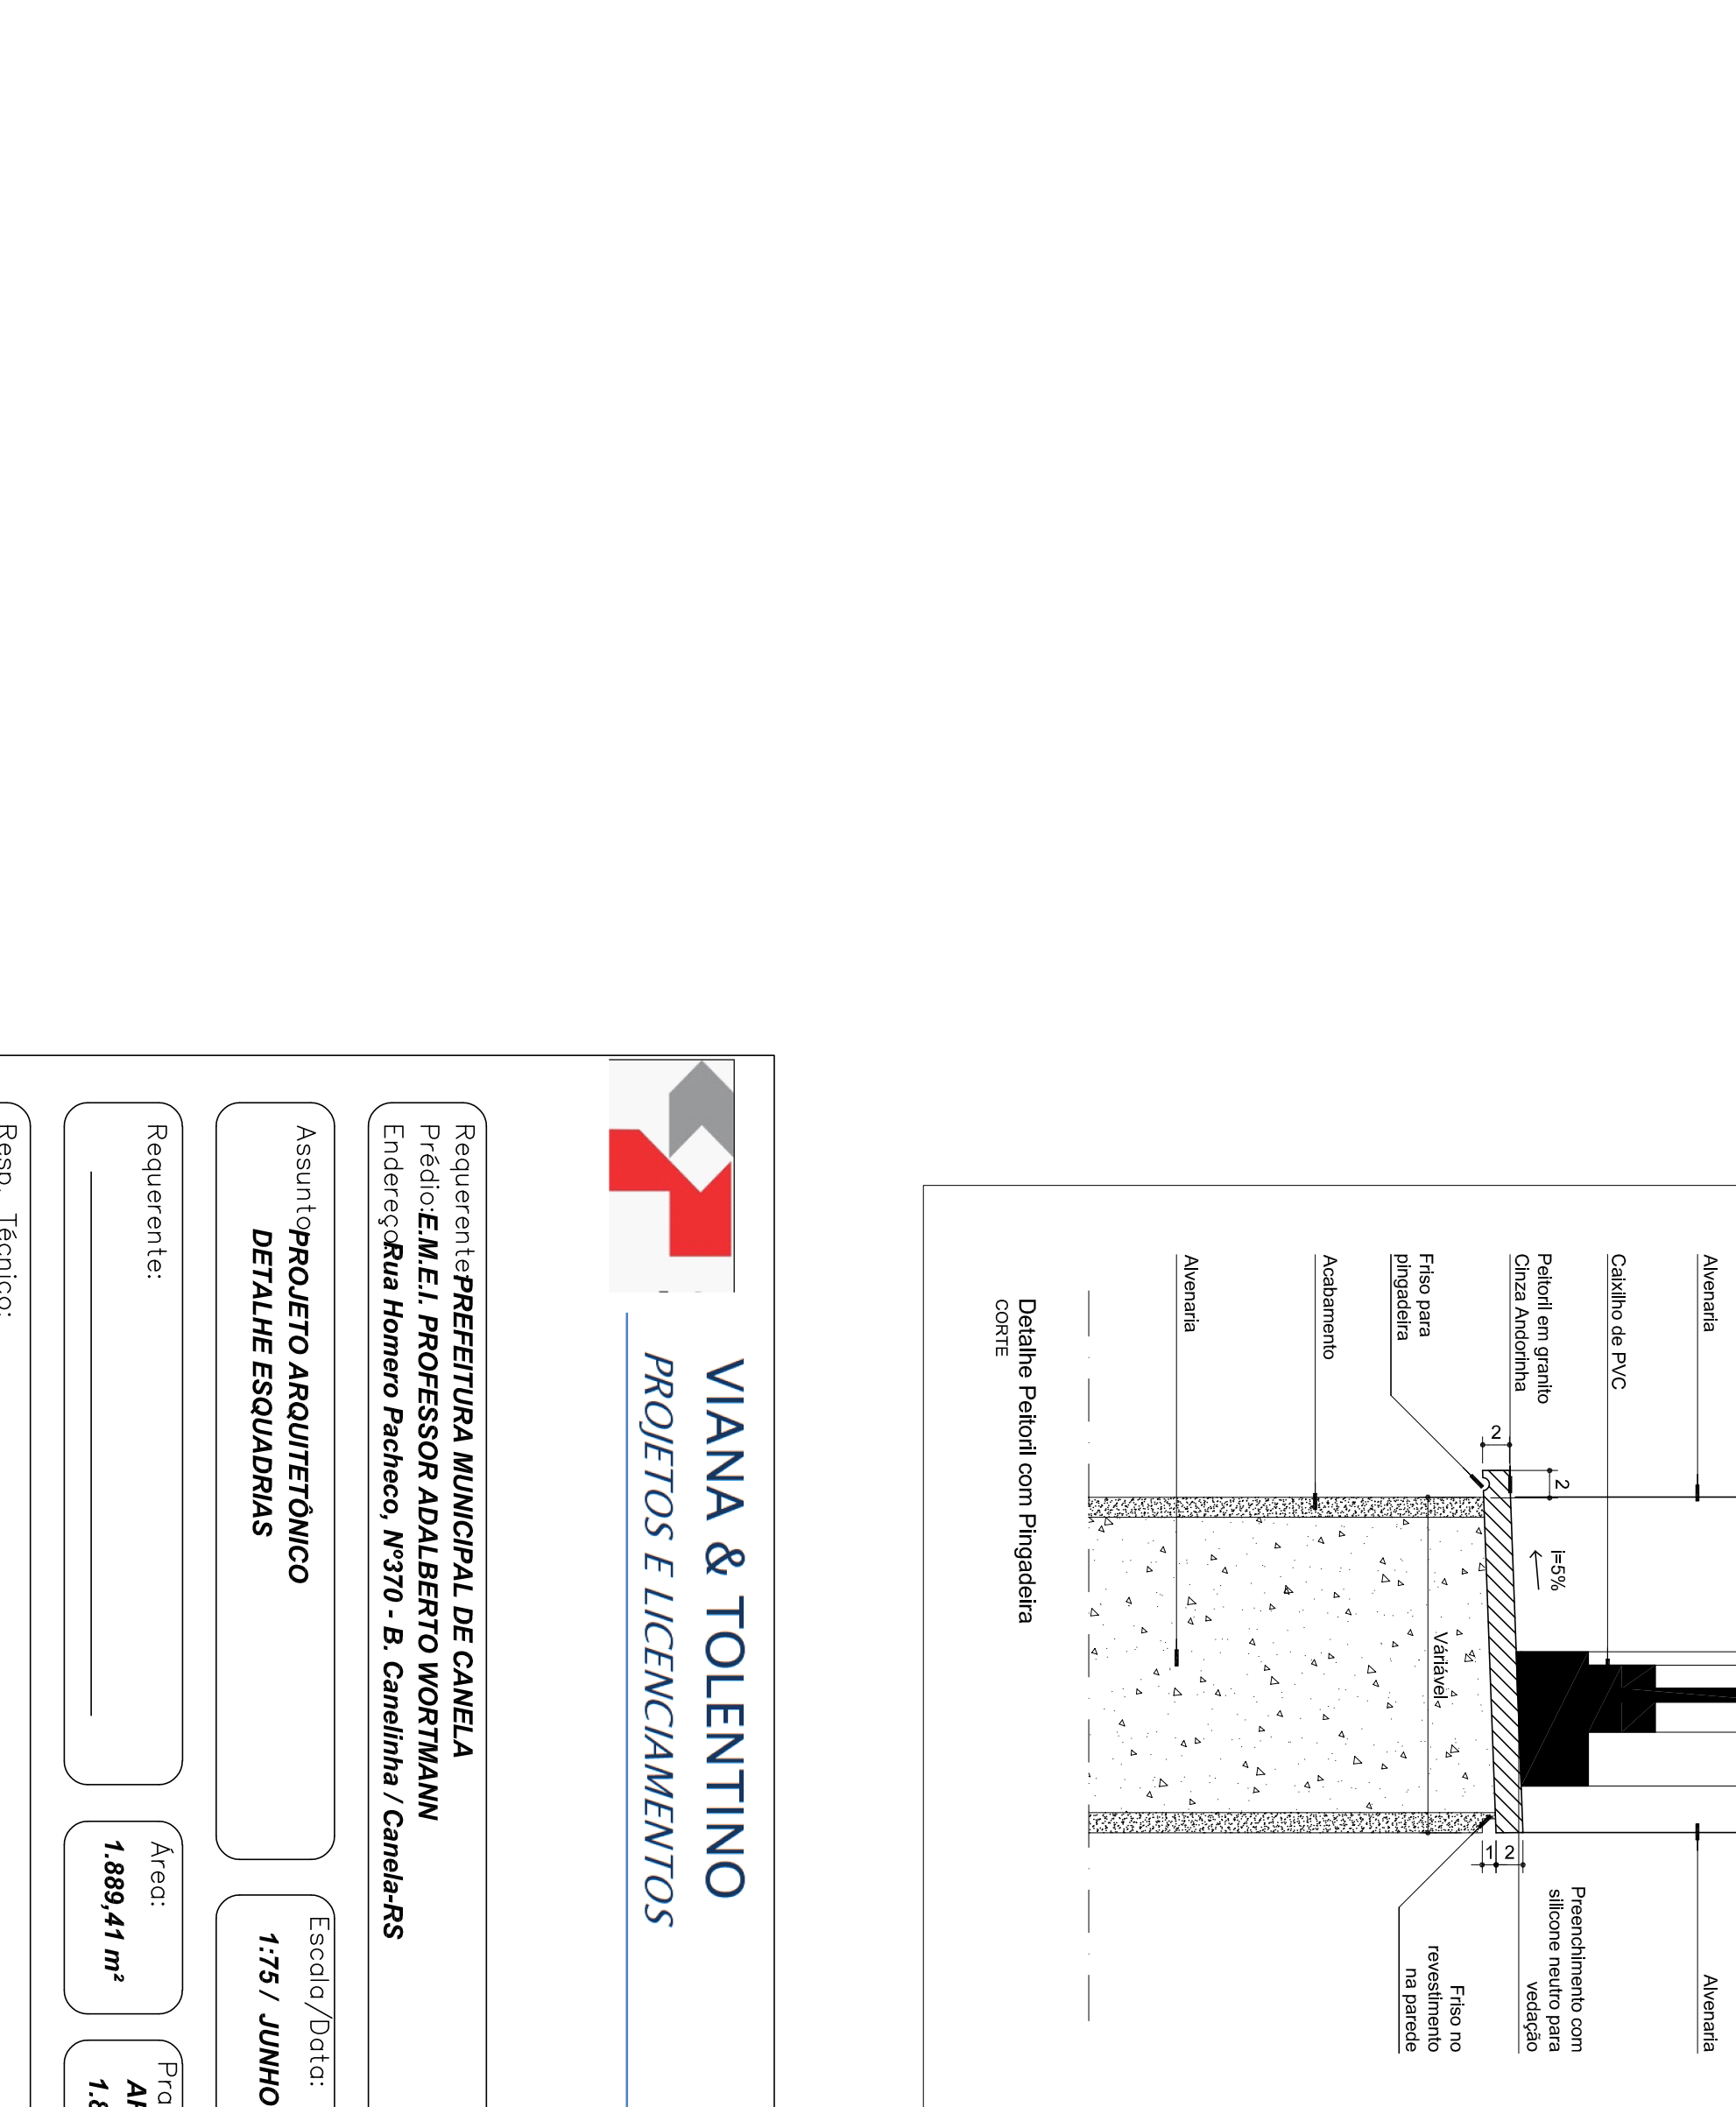 Alvenaria
Caixilho de PVC
Peitoril em granito
Cinza Andorinha
Friso para
pingadeira
Acabamento
Alvenaria
2
2
i=5%
Váriável
1
2
Alvenaria
Preenchimento com
silicone neutro para
vedação
Friso no
revestimento
na parede
Detalhe Peitoril com Pingadeira
CORTE
VIANA & TOLENTINO
PROJETOS E LICENCIAMENTOS
Requerente: PREFEITURA MUNICIPAL DE CANELA
Prédio: E.M.E.I. PROFESSOR ADALBERTO WORTMANN
Endereço: Rua Homero Pacheco, Nº370 - B. Canelinha / Canela-RS
Assunto: PROJETO ARQUITETÔNICO
DETALHE ESQUADRIAS
Escala/Data:
1:75 / JUNHO
Requerente:
Área:
1.889,41 m²
Resp. Técnico: